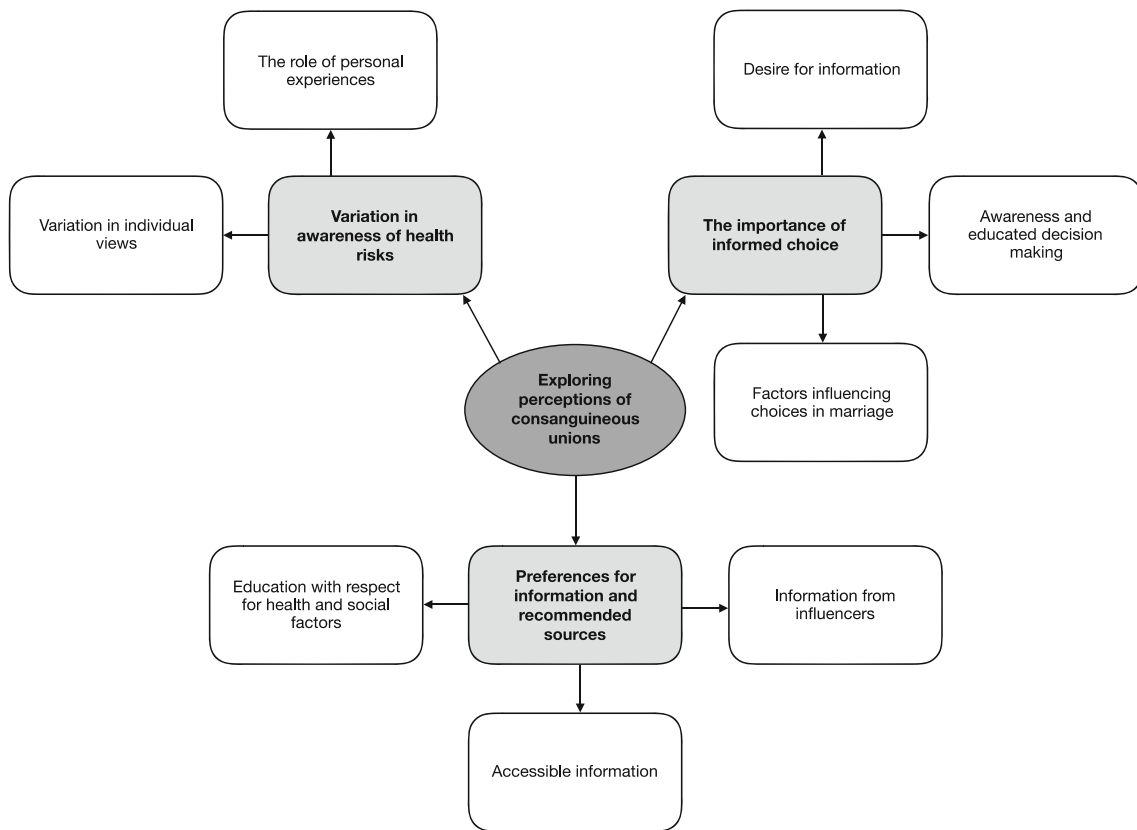 The role of personal
experiences
Desire for information
Variation in individual
views
Variation in
awareness of health
risks
The importance of
informed choice
Awareness and
educated decision
making
Exploring
perceptions of
consanguineous
unions
Factors influencing
choices in marriage
Education with respect
for health and social
factors
Preferences for
information and
recommended
sources
Information from
influencers
Accessible information